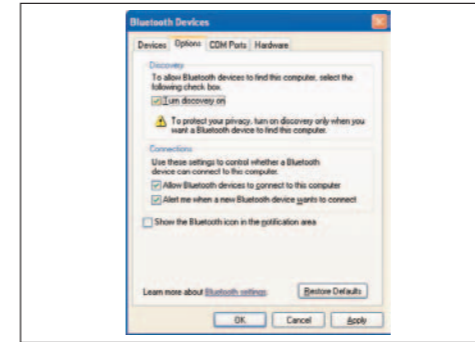 Bluetooth Devices
Devices Options COM Ports Hardware
Discovery
To allow Bluetooth devices to find this computer, select the
following check box.
Turn discovery on
To protect your privacy, turn on discovery only when you
want a Bluetooth device to find this computer.
Connections
Use these settings to control whether a Bluetooth
device can connect to this computer.
Allow Bluetooth devices to connect to this computer
Alert me when a new Bluetooth device wants to connect
Show the Bluetooth icon in the notification area
Learn more about Bluetooth settings.
Restore Defaults
OK Cancel Apply